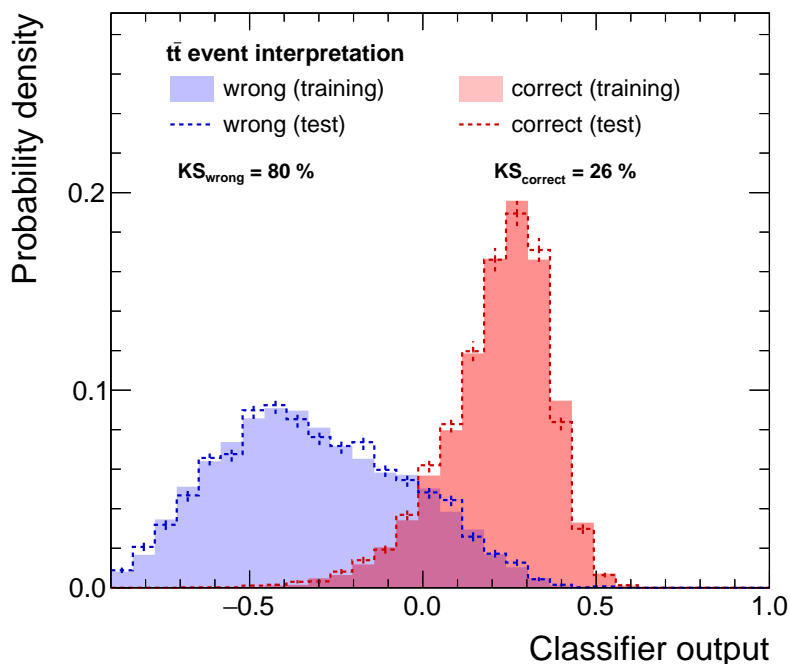 Probability density
tt̄ event interpretation
wrong (training) correct (training)
wrong (test) correct (test)
KSwrong = 80 % KScorrect = 26 %
0.2
0.1
0.0
−0.5 0.0 0.5 1.0
Classifier output